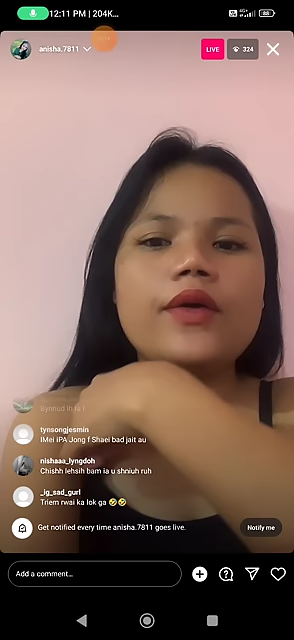 12:11 PM | 204K...
88
anisha.7811
LIVE
324
tynsongjesmin
IMei iPA Jong f Shaei bad jait au
nishaaa_lyngdoh
Chishh lehsih bam ia u shniuh ruh
_ig_sad_gurl
Triem rwai ka lok ga 🤣🤣
Get notified every time anisha.7811 goes live.
Notify me
Add a comment...